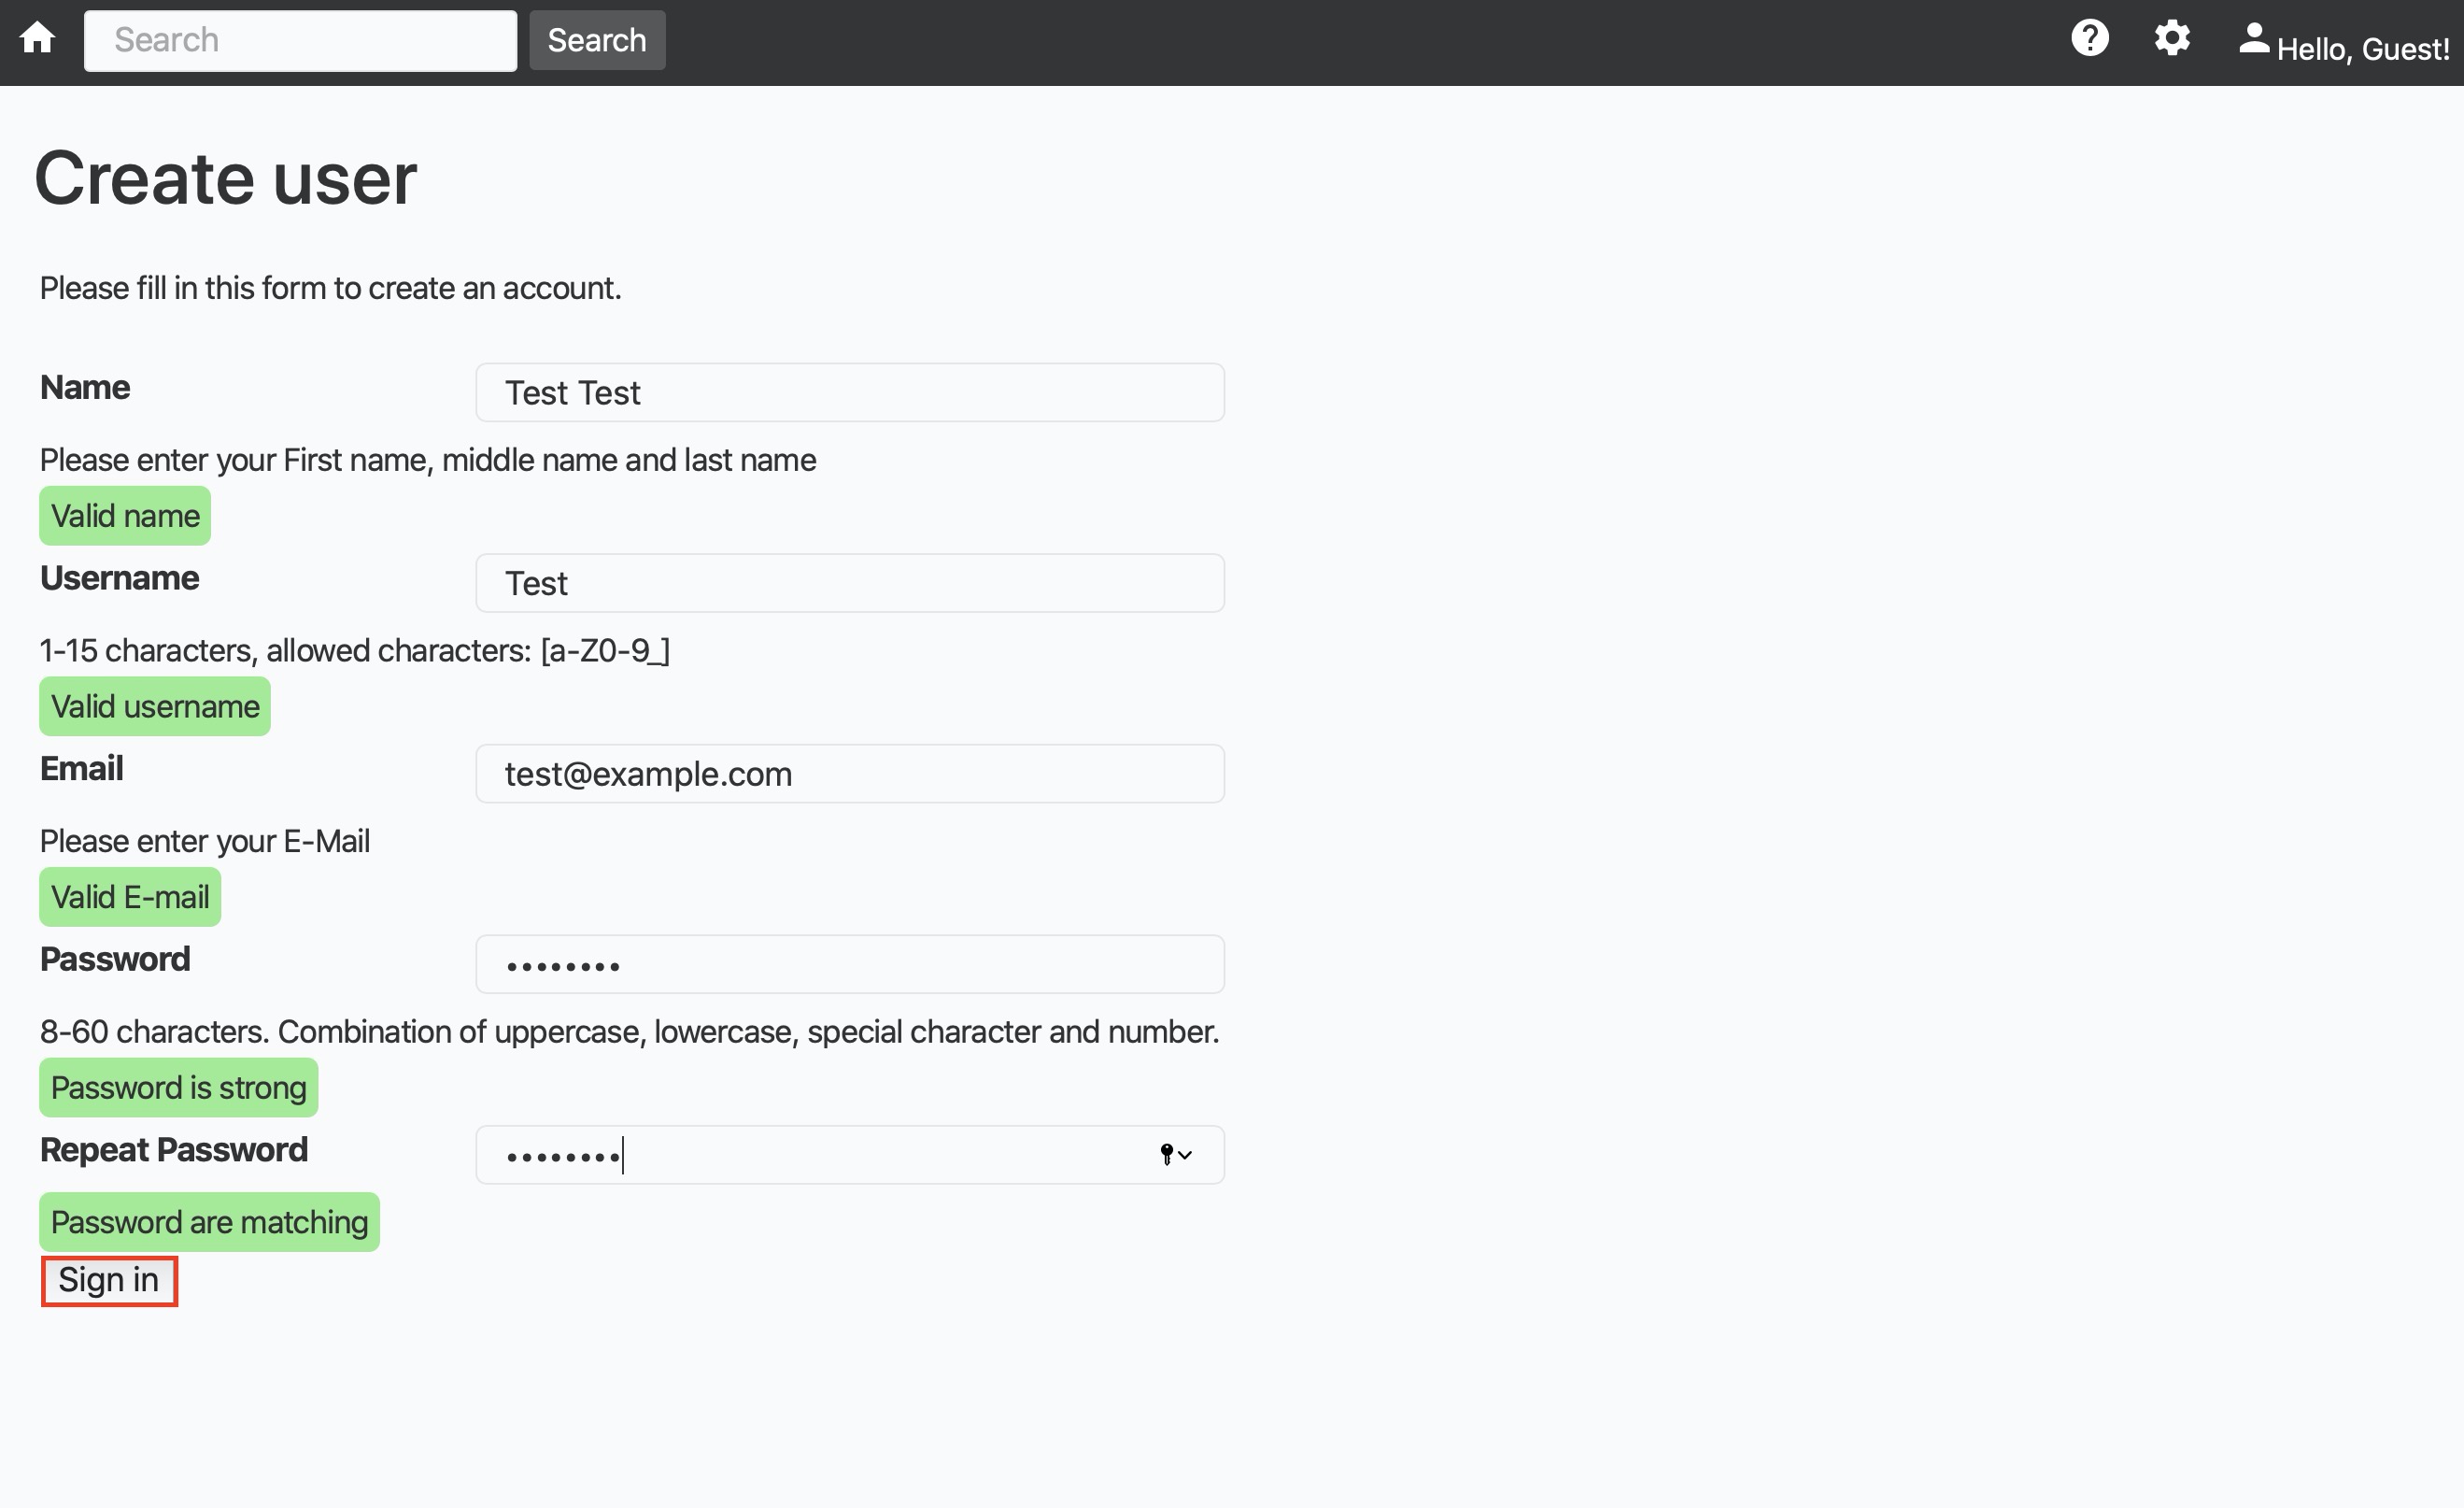 Search Search Hello, Guest!
Create user
Please fill in this form to create an account.
Name Test Test
Please enter your First name, middle name and last name
Valid name
Username Test
1-15 characters, allowed characters: [a-Z0-9_]
Valid username
Email test@example.com
Please enter your E-Mail
Valid E-mail
Password ••••••••
8-60 characters. Combination of uppercase, lowercase, special character and number.
Password is strong
Repeat Password ••••••••
Password are matching
Sign in